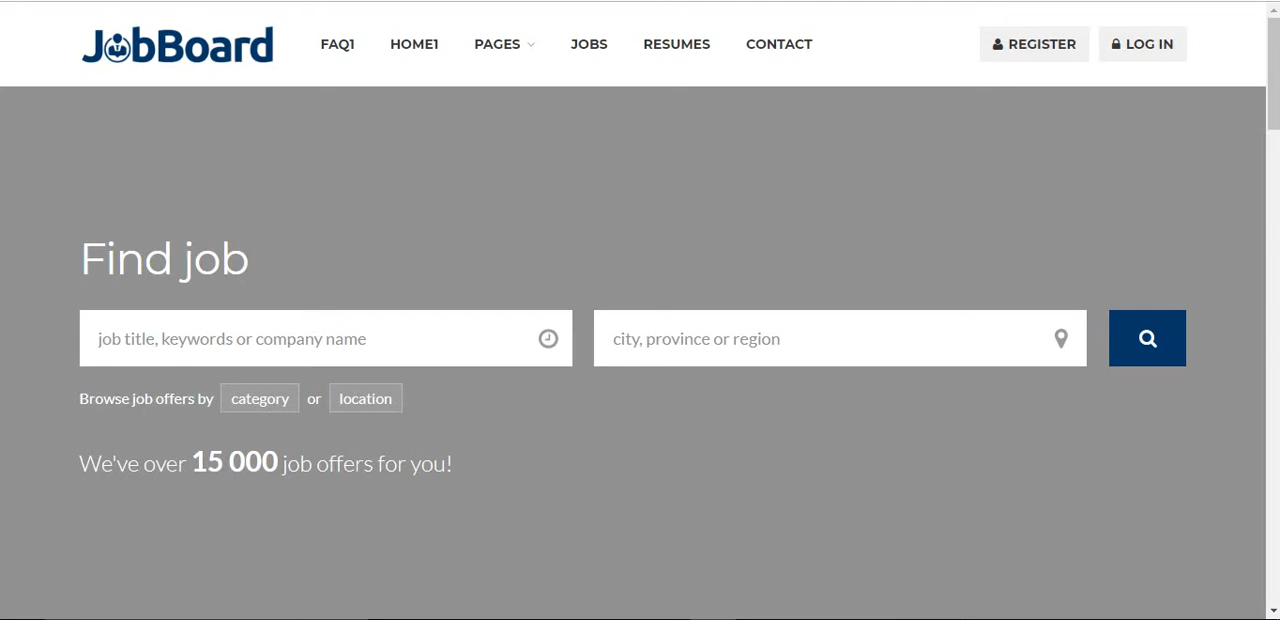 JobBoard FAQ1 HOME1 PAGES JOBS RESUMES CONTACT REGISTER LOG IN
Find job
job title, keywords or company name city, province or region
Browse job offers by category or location
We've over 15 000 job offers for you!